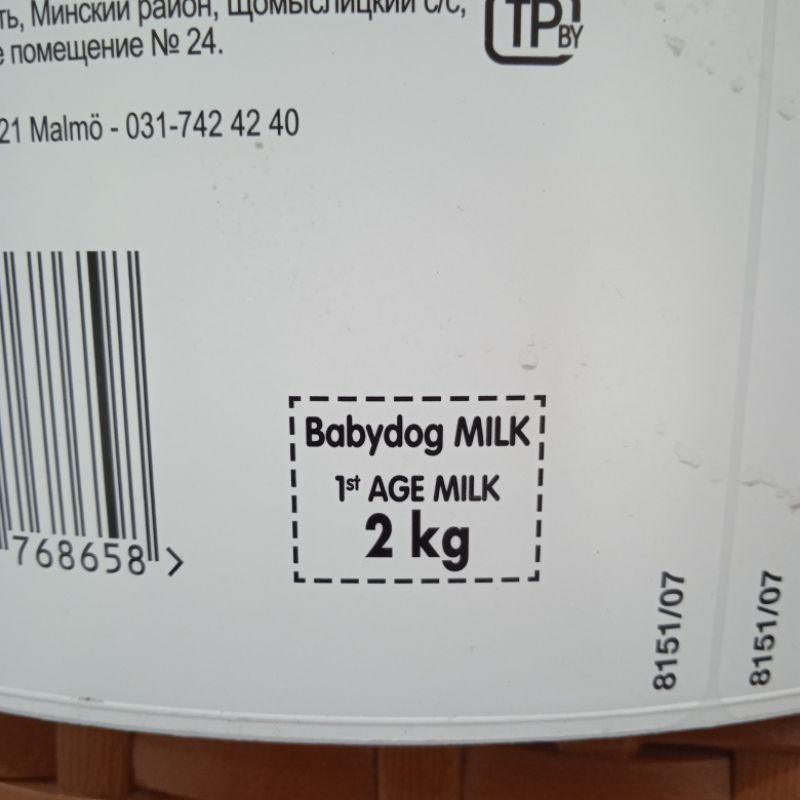 ть, Минский район, Щомыслицкий с/с,
е помещение № 24.
TP BY
21 Malmö - 031-742 42 40
768658 >
Babydog MILK
1st AGE MILK
2 kg
8151/07
8151/07